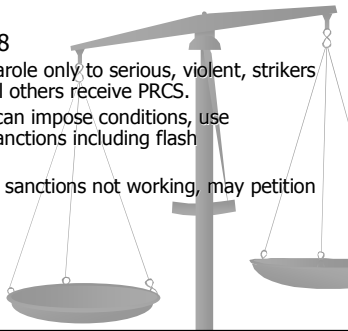 8
arole only to serious, violent, strikers
others receive PRCS.
can impose conditions, use
anctions including flash
sanctions not working, may petition